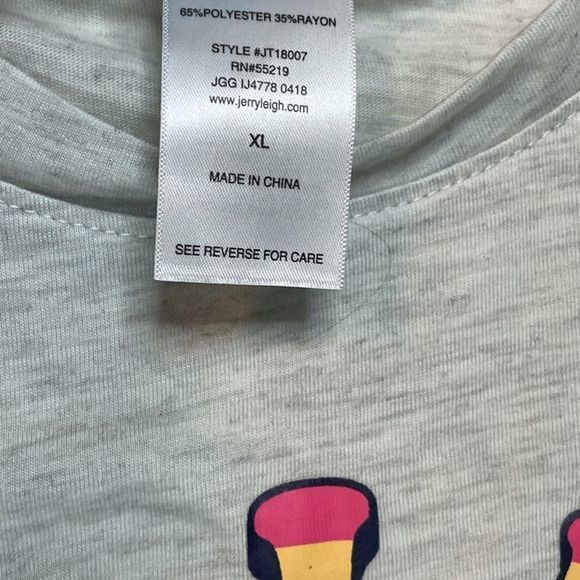 65%POLYESTER 35%RAYON
STYLE #JT18007
RN#55219
JGG IJ4778 0418
www.jerryleigh.com
XL
MADE IN CHINA
SEE REVERSE FOR CARE